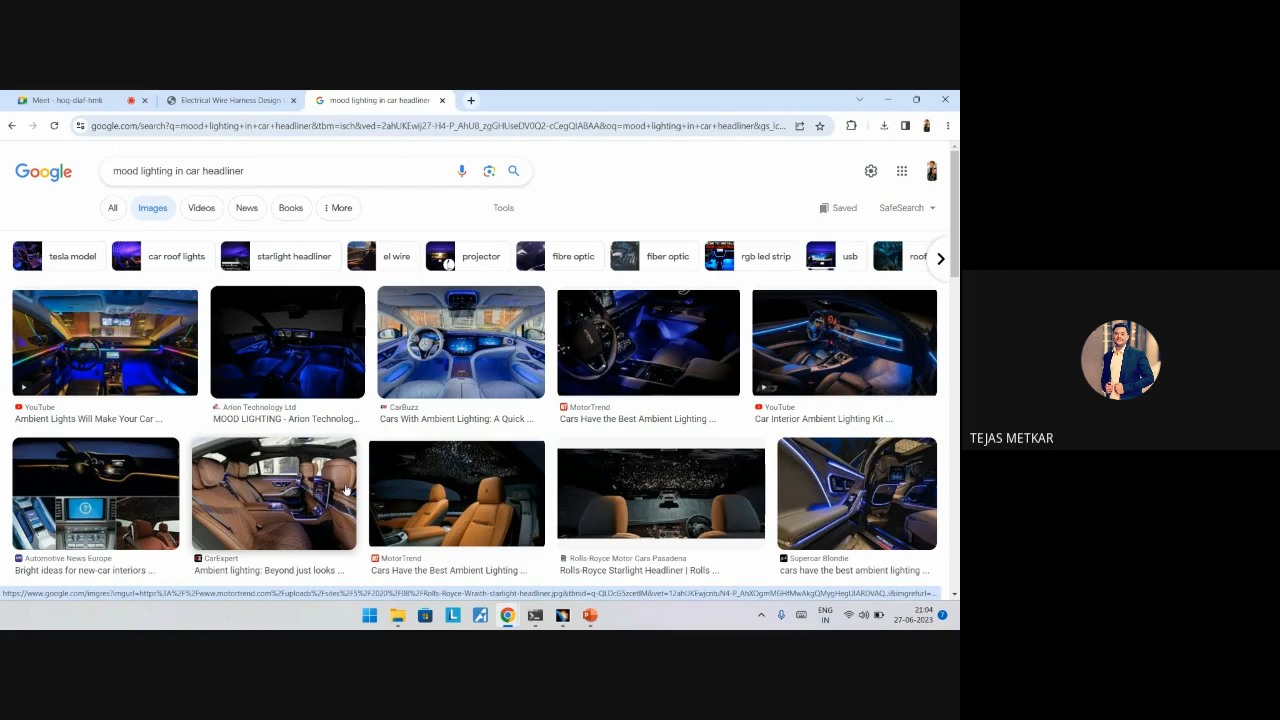 Meet - hoq-diaf-hmk
Electrical Wire Harness Design
mood lighting in car headliner
google.com/search?q=mood+lighting+in+car+headliner&tbm=isch&ved=2ahUKEwij27-H4-P_AhU8_zgGHUseDV0Q2-cCegQIABAA&oq=mood+lighting+in+car+headliner&gs_lc...
Google
mood lighting in car headliner
All Images Videos News Books More Tools Saved SafeSearch
tesla model car roof lights starlight headliner el wire projector fibre optic fiber optic rgb led strip usb roof
YouTube Arion Technology Ltd CarBuzz MotorTrend YouTube
Ambient Lights Will Make Your Car ... MOOD LIGHTING - Arion Technolog... Cars With Ambient Lighting: A Quick ... Cars Have the Best Ambient Lighting ... Car Interior Ambient Lighting Kit ...
Automotive News Europe CarExpert MotorTrend Rolls-Royce Motor Cars Pasadena Supercar Blondie
Bright ideas for new-car interiors ... Ambient lighting: Beyond just looks ... Cars Have the Best Ambient Lighting ... Rolls-Royce Starlight Headliner | Rolls ... cars have the best ambient lighting ...
ENG
IN
21:04
27-06-2023
7
TEJAS METKAR